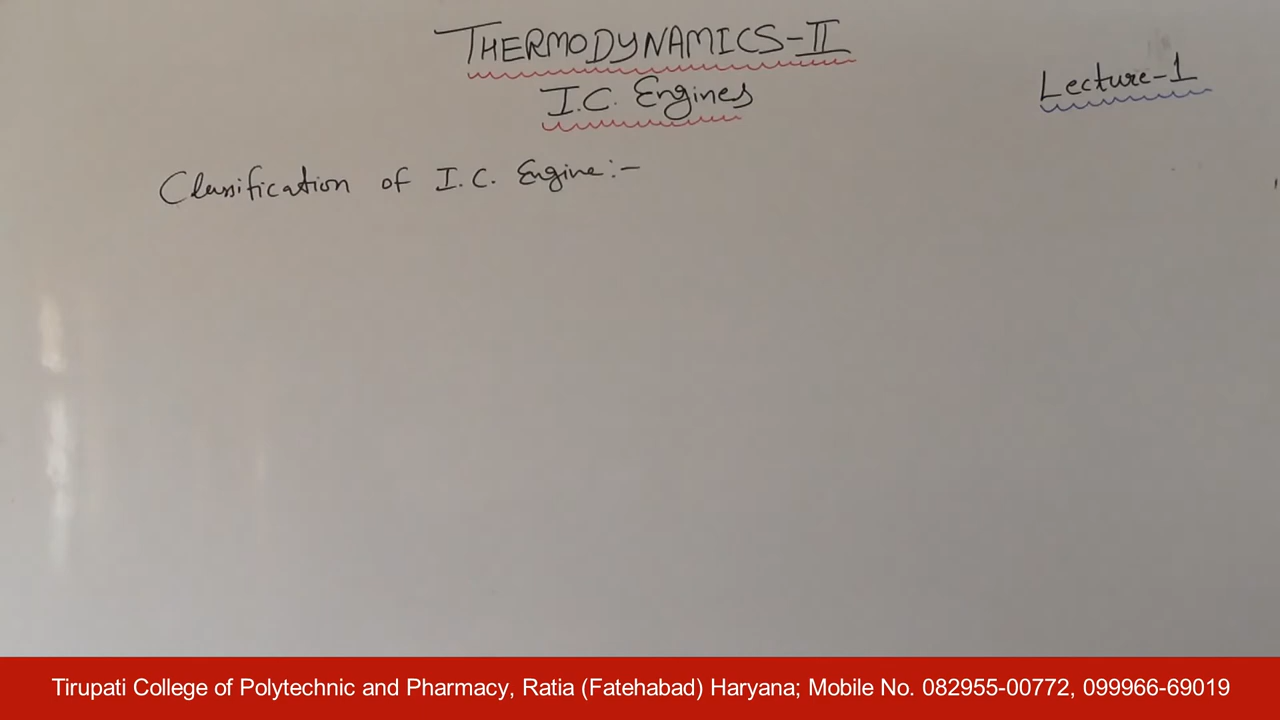 THERMODYNAMICS-II
I.C. Engines
Lecture-1
Classification of I.C. Engine:-
Tirupati College of Polytechnic and Pharmacy, Ratia (Fatehabad) Haryana; Mobile No. 082955-00772, 099966-69019